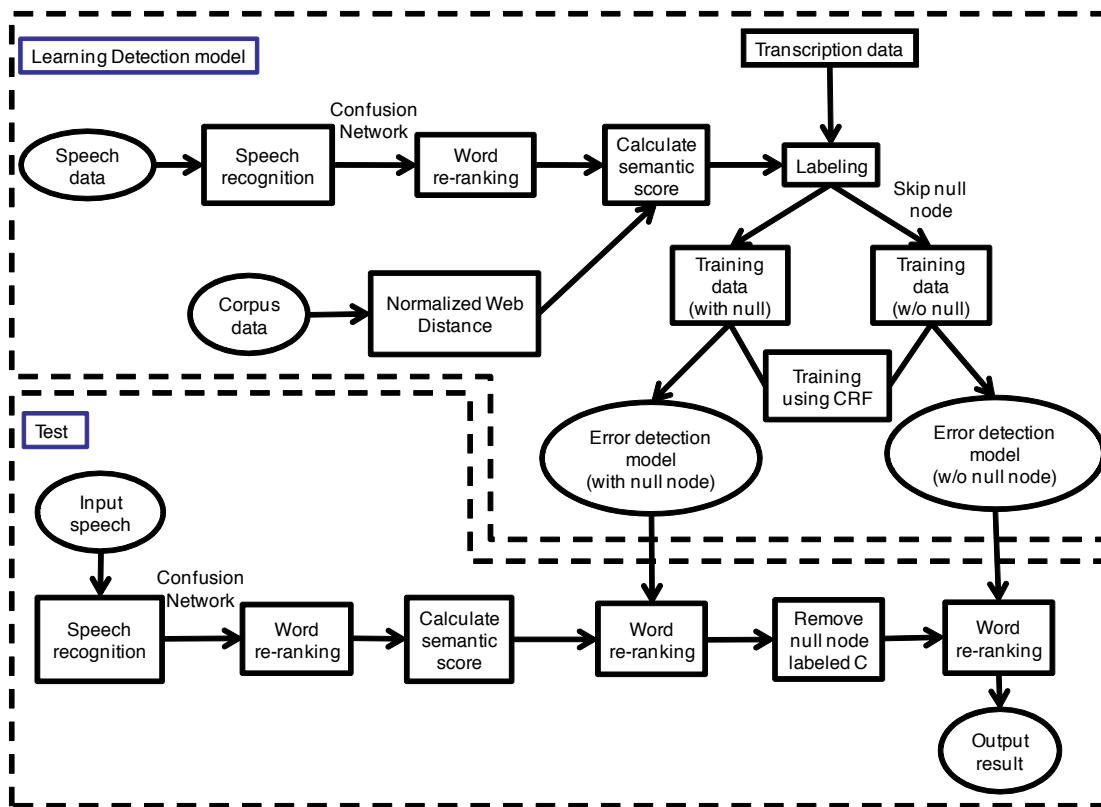 Learning Detection model
Transcription data
Speech
data
Speech
recognition
Confusion
Network
Word
re-ranking
Calculate
semantic
score
Labeling
Skip null
node
Corpus
data
Normalized Web
Distance
Training
data
(with null)
Training
data
(w/o null)
Training
using CRF
Error detection
model
(with null node)
Error detection
model
(w/o null node)
Test
Input
speech
Speech
recognition
Confusion
Network
Word
re-ranking
Calculate
semantic
score
Word
re-ranking
Remove
null node
labeled C
Word
re-ranking
Output
result